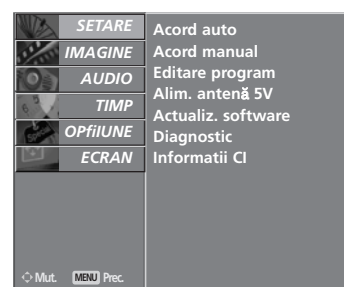 SETARE
IMAGINE
AUDIO
TIMP
OPfiIUNE
ECRAN
Acord auto
Acord manual
Editare program
Alim. antenă 5V
Actualiz. software
Diagnostic
Informatii CI
Mut. MENU Prec.